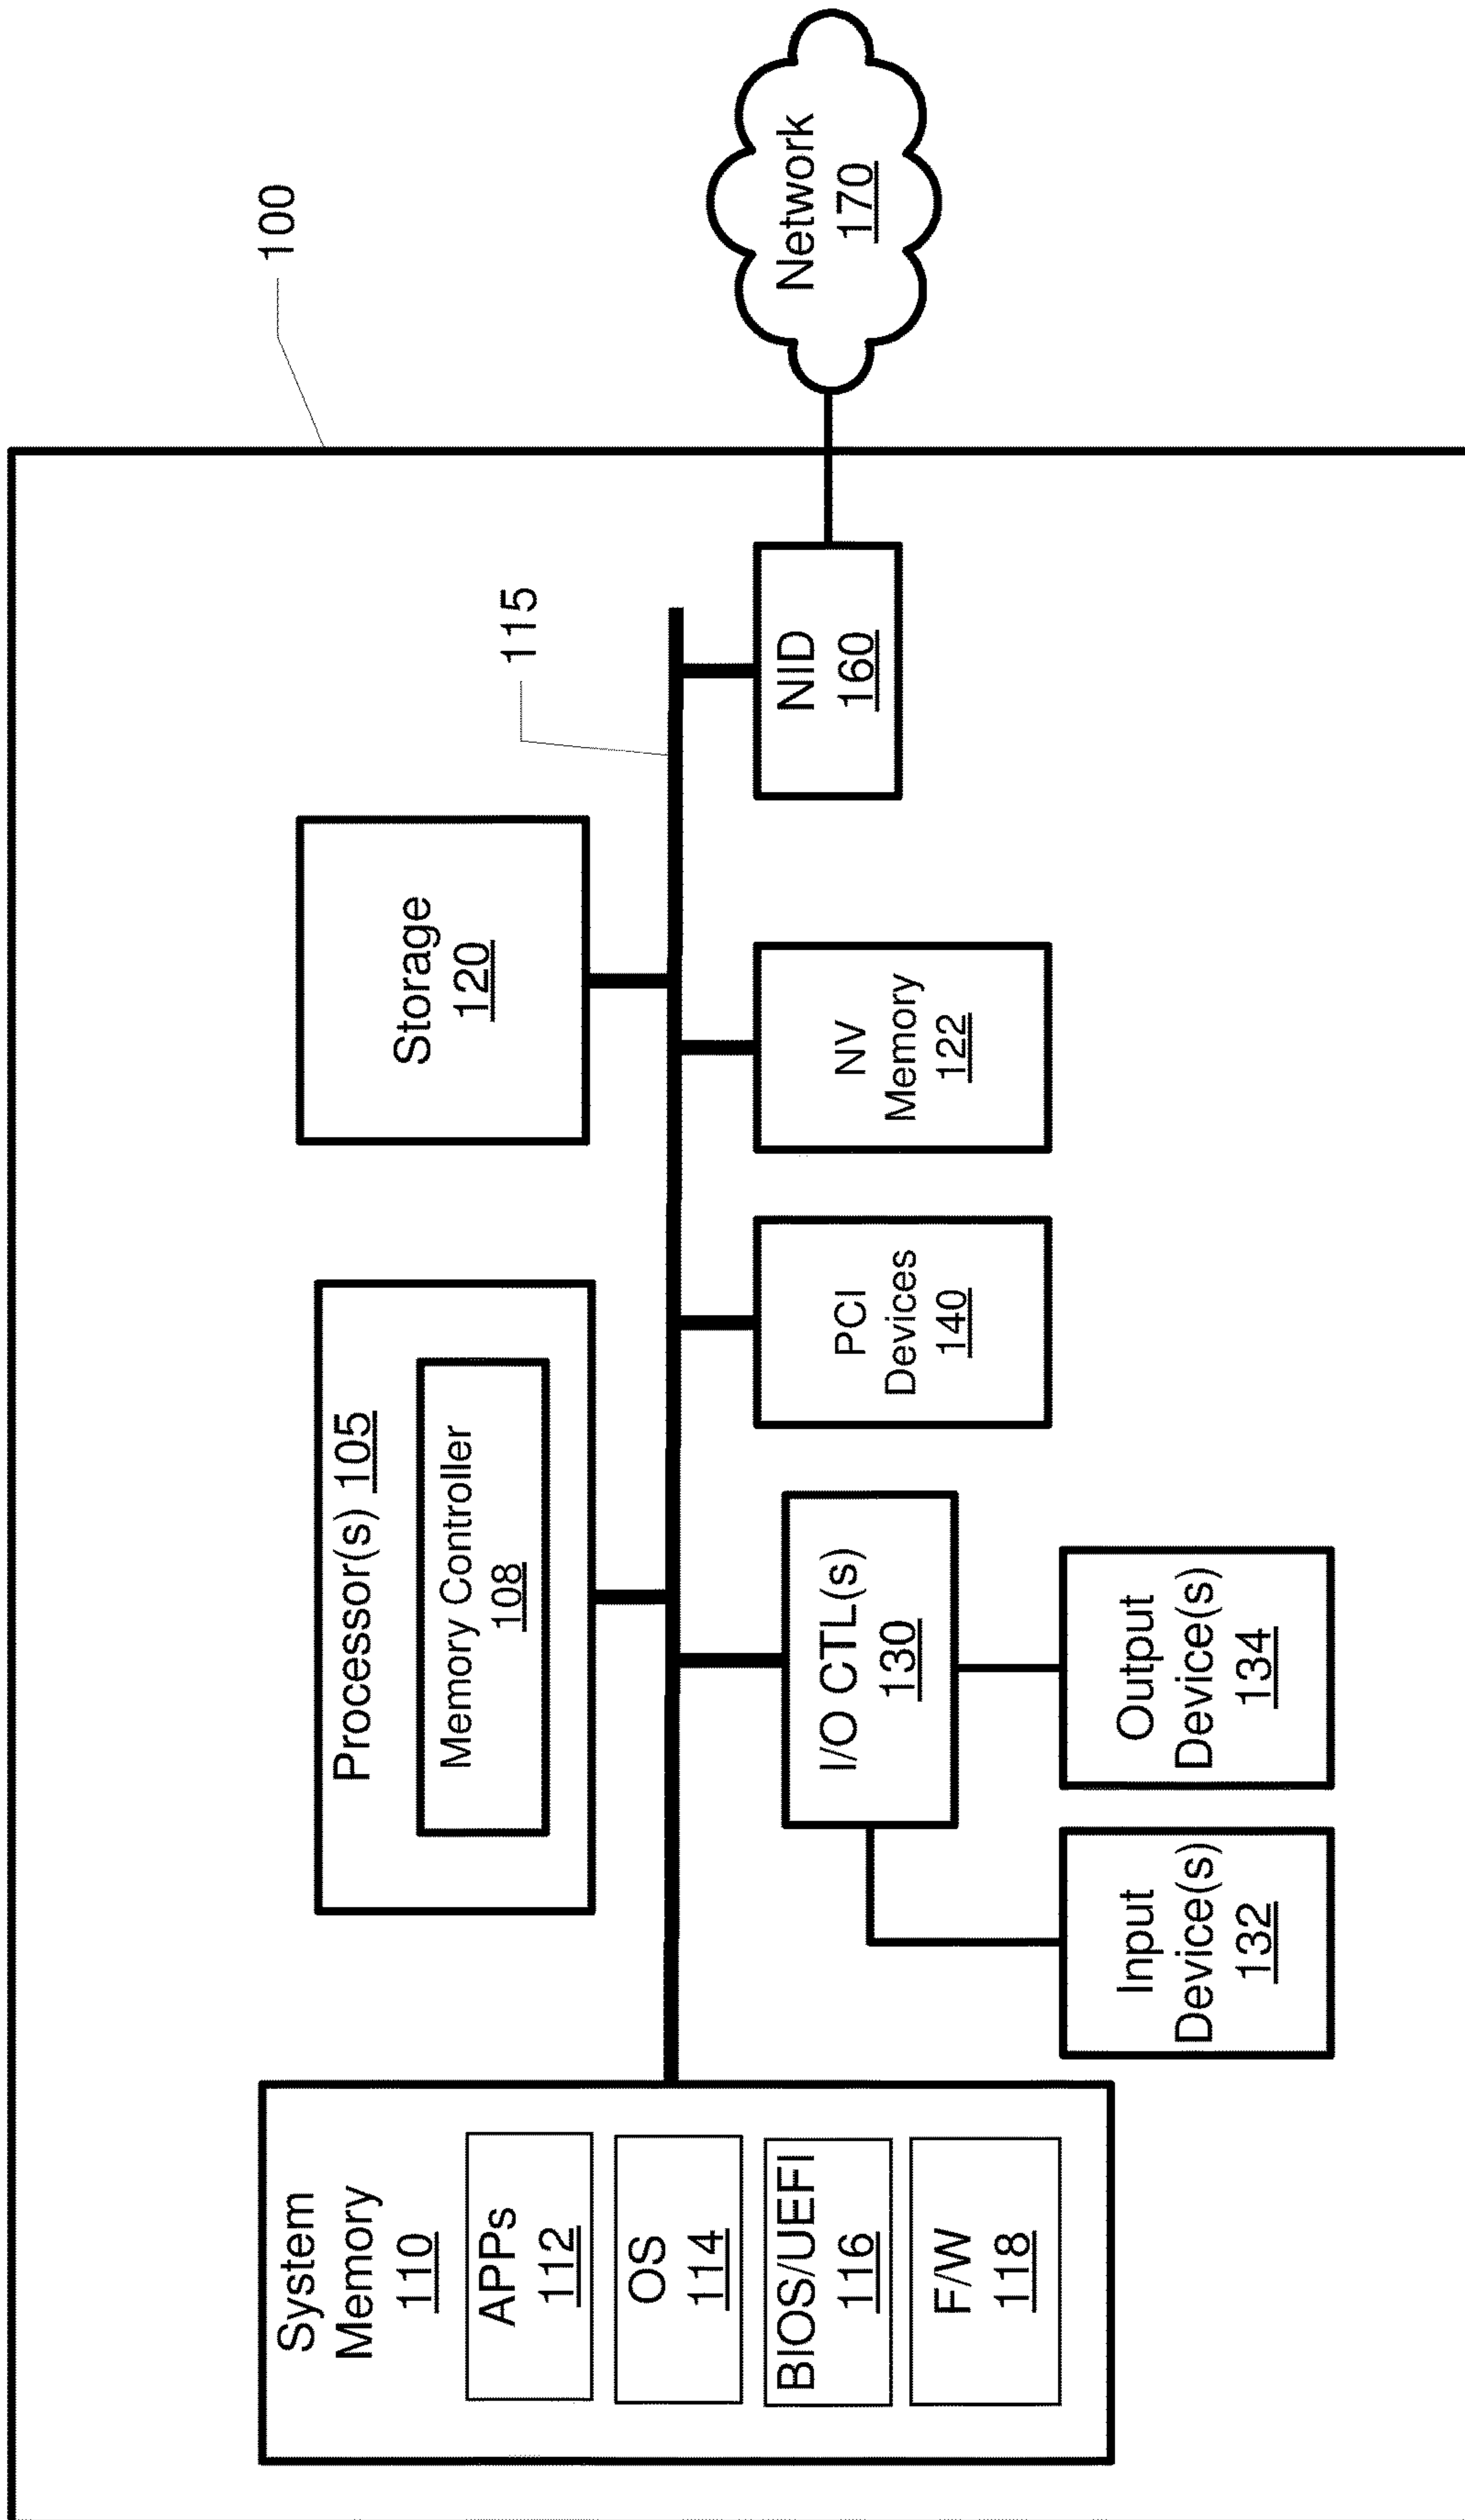 100
System
Memory
110
APPs
112
OS
114
BIOS/UEFI
116
F/W
118
Processor(s) 105
Memory Controller
108
Storage
120
115
I/O CTL(s)
130
PCI
Devices
140
NV
Memory
122
NID
160
Network
170
Input
Device(s)
132
Output
Device(s)
134